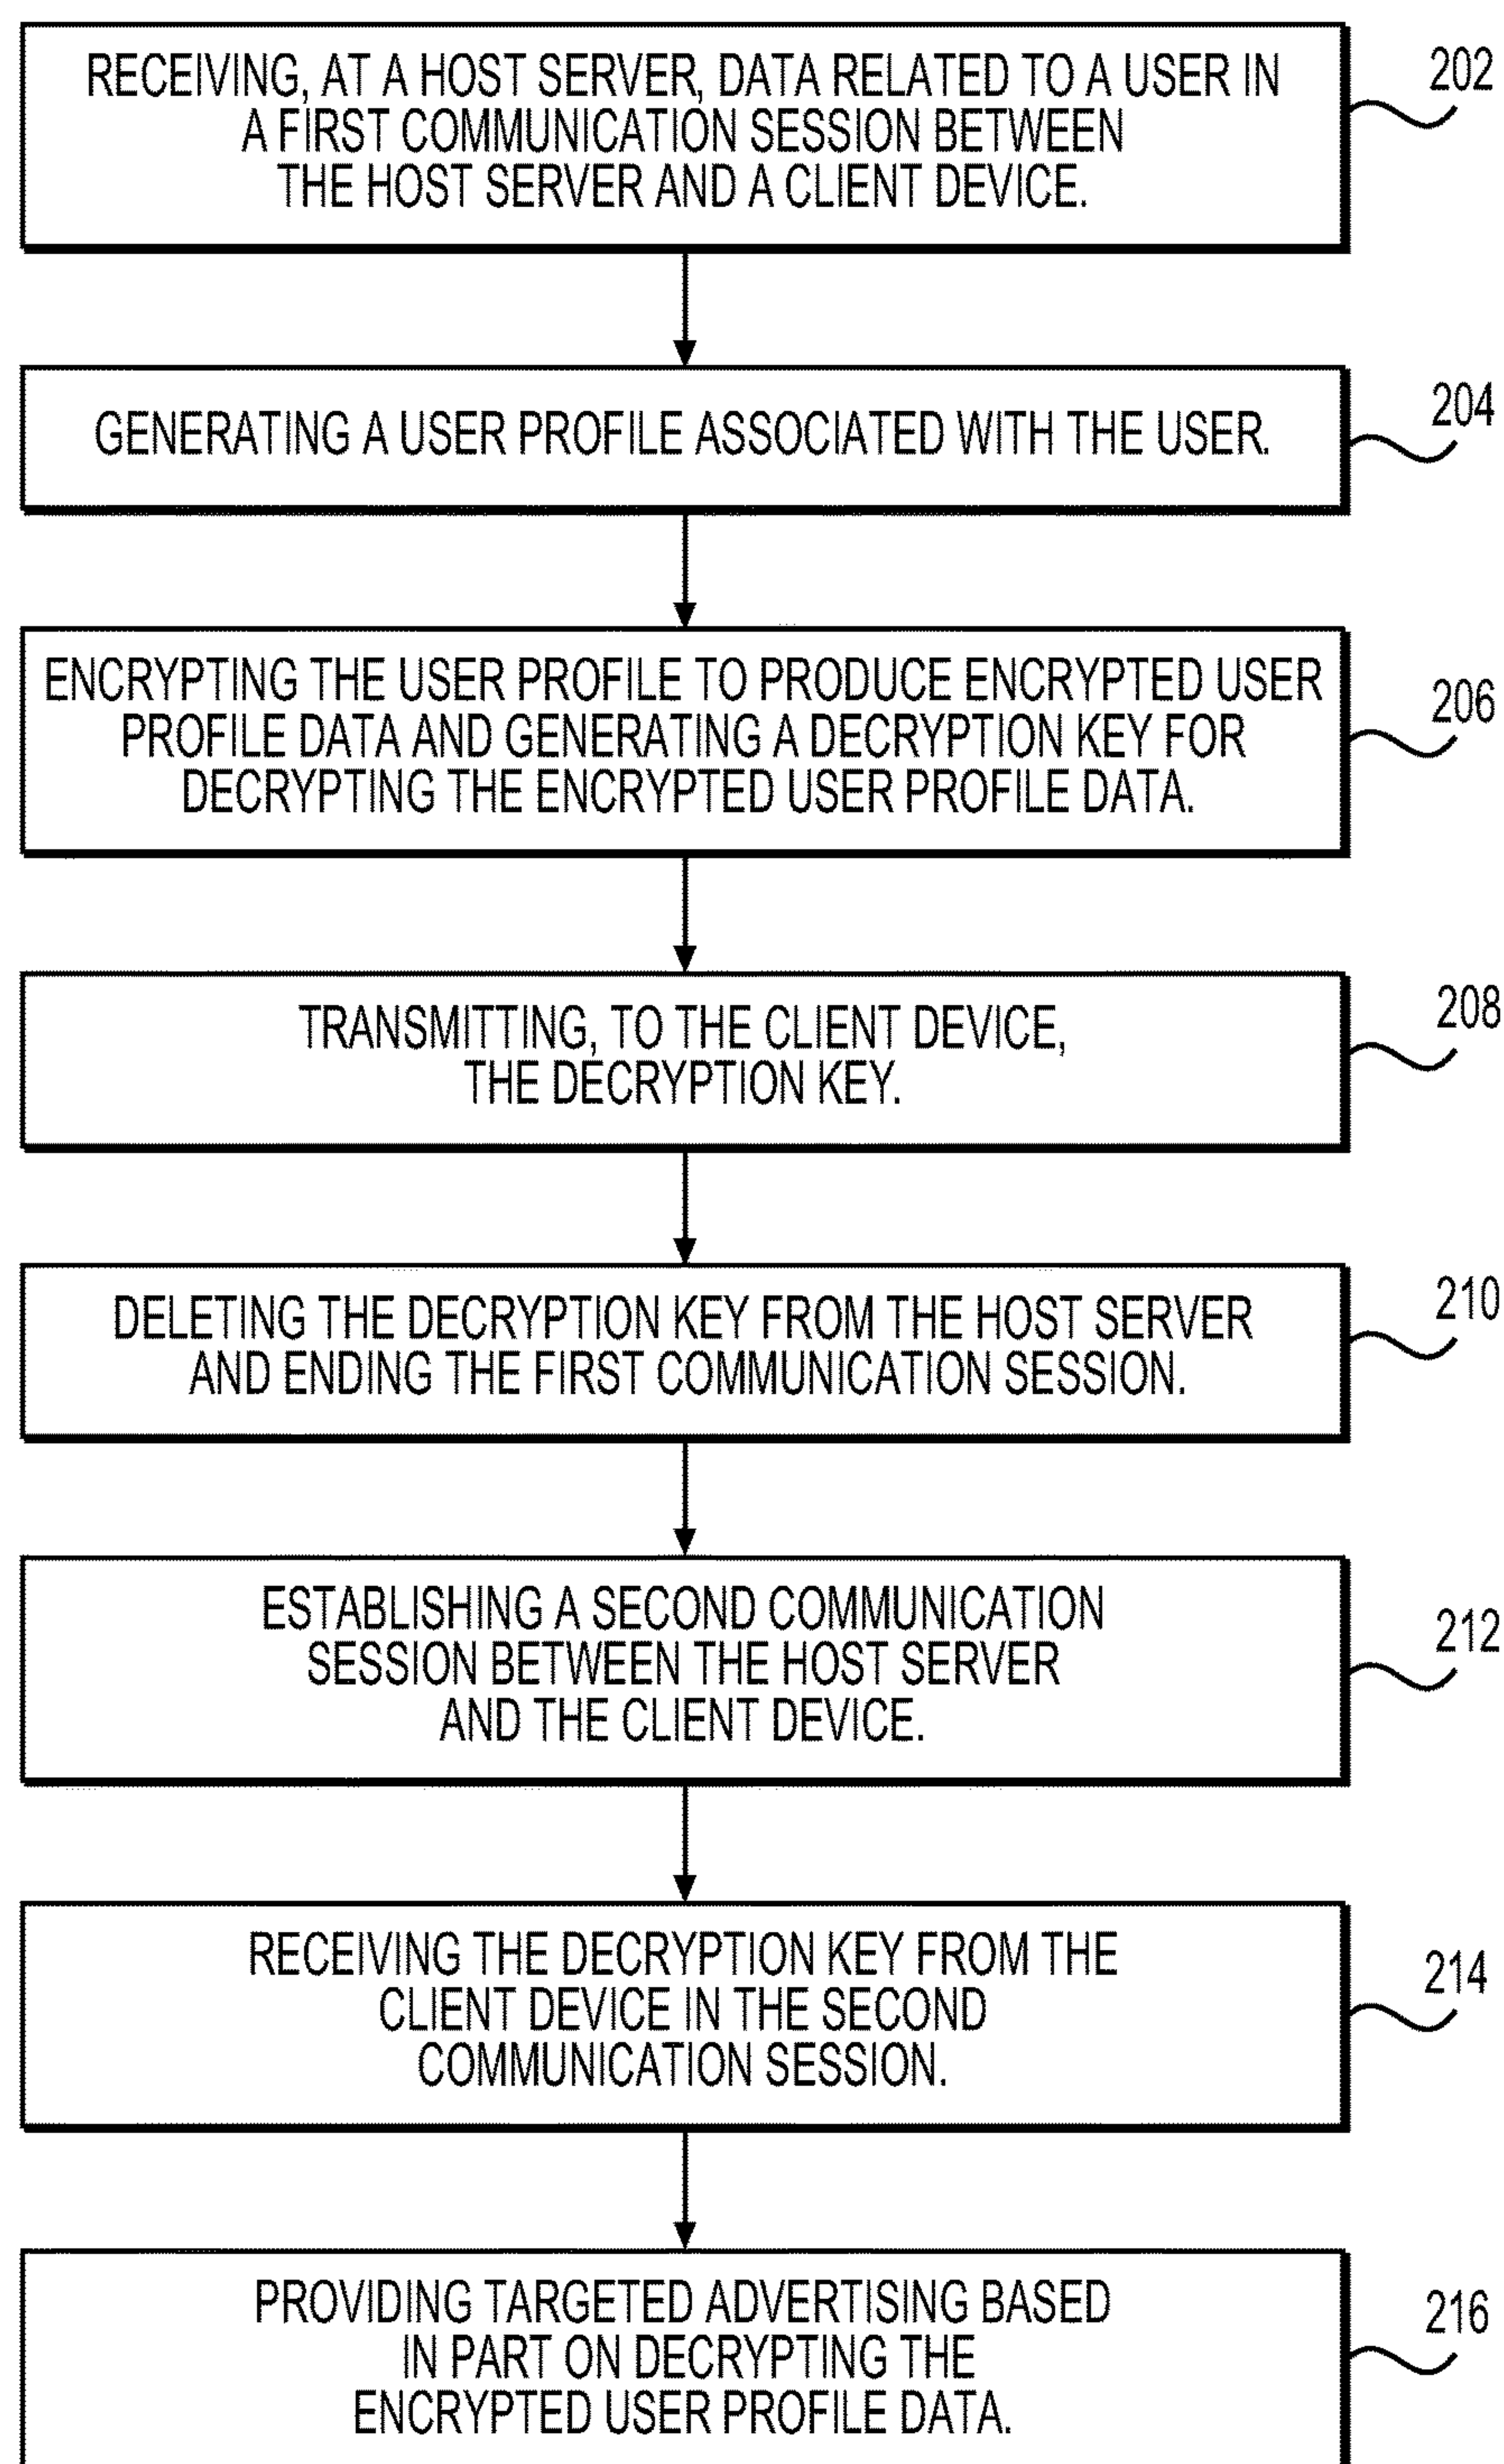 RECEIVING, AT A HOST SERVER, DATA RELATED TO A USER IN
A FIRST COMMUNICATION SESSION BETWEEN
THE HOST SERVER AND A CLIENT DEVICE.
202
GENERATING A USER PROFILE ASSOCIATED WITH THE USER.
204
ENCRYPTING THE USER PROFILE TO PRODUCE ENCRYPTED USER
PROFILE DATA AND GENERATING A DECRYPTION KEY FOR
DECRYPTING THE ENCRYPTED USER PROFILE DATA.
206
TRANSMITTING, TO THE CLIENT DEVICE,
THE DECRYPTION KEY.
208
DELETING THE DECRYPTION KEY FROM THE HOST SERVER
AND ENDING THE FIRST COMMUNICATION SESSION.
210
ESTABLISHING A SECOND COMMUNICATION
SESSION BETWEEN THE HOST SERVER
AND THE CLIENT DEVICE.
212
RECEIVING THE DECRYPTION KEY FROM THE
CLIENT DEVICE IN THE SECOND
COMMUNICATION SESSION.
214
PROVIDING TARGETED ADVERTISING BASED
IN PART ON DECRYPTING THE
ENCRYPTED USER PROFILE DATA.
216